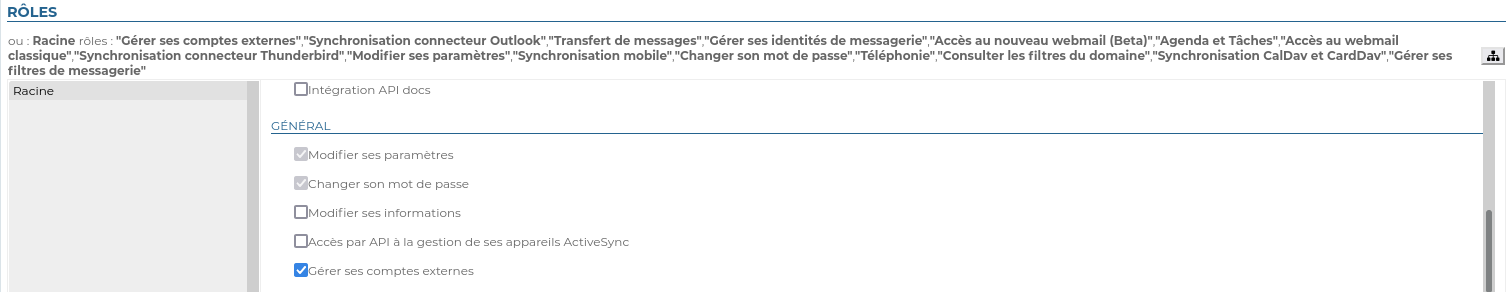 RÔLES
ou : Racine rôles : "Gérer ses comptes externes","Synchronisation connecteur Outlook","Transfert de messages","Gérer ses identités de messagerie","Accès au nouveau webmail (Beta)","Agenda et Tâches","Accès au webmail
classique","Synchronisation connecteur Thunderbird","Modifier ses paramètres","Synchronisation mobile","Changer son mot de passe","Téléphonie","Consulter les filtres du domaine","Synchronisation CalDav et CardDav","Gérer ses
filtres de messagerie"
Racine
Intégration API docs
GÉNÉRAL
Modifier ses paramètres
Changer son mot de passe
Modifier ses informations
Accès par API à la gestion de ses appareils ActiveSync
Gérer ses comptes externes